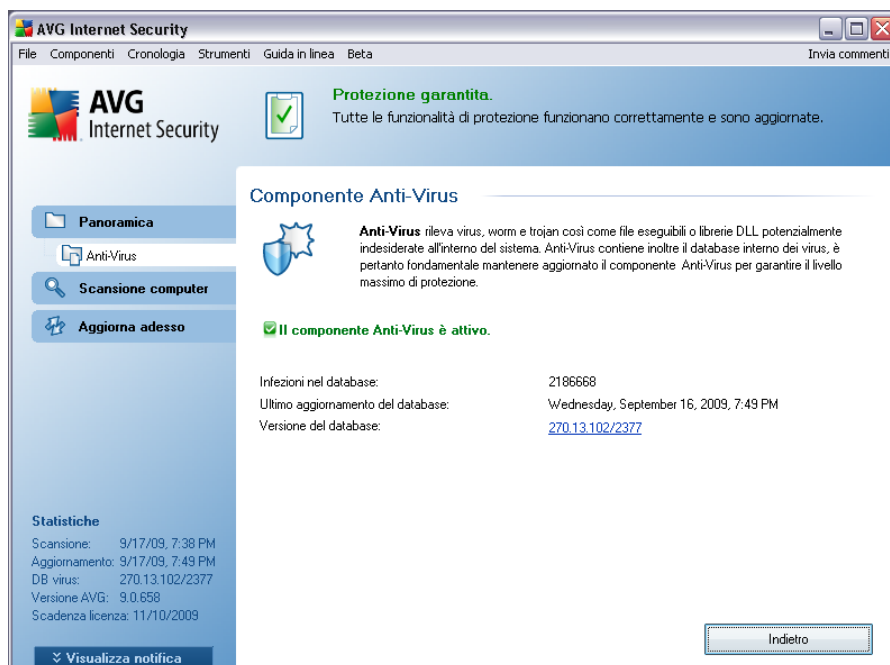 AVG Internet Security
File Componenti Cronologia Strumenti Guida in linea Beta Invia commenti
AVG
Internet Security
Protezione garantita.
Tutte le funzionalità di protezione funzionano correttamente e sono aggiornate.
Panoramica
Anti-Virus
Scansione computer
Aggiorna adesso
Componente Anti-Virus
Anti-Virus rileva virus, worm e trojan così come file eseguibili o librerie DLL potenzialmente
indesiderate all'interno del sistema. Anti-Virus contiene inoltre il database interno dei virus, è
pertanto fondamentale mantenere aggiornato il componente Anti-Virus per garantire il livello
massimo di protezione.
Il componente Anti-Virus è attivo.
Infezioni nel database: 2186668
Ultimo aggiornamento del database: Wednesday, September 16, 2009, 7:49 PM
Versione del database: 270.13.102/2377
Statistiche
Scansione: 9/17/09, 7:38 PM
Aggiornamento: 9/17/09, 7:49 PM
DB virus: 270.13.102/2377
Versione AVG: 9.0.658
Scadenza licenza: 11/10/2009
Visualizza notifica
Indietro